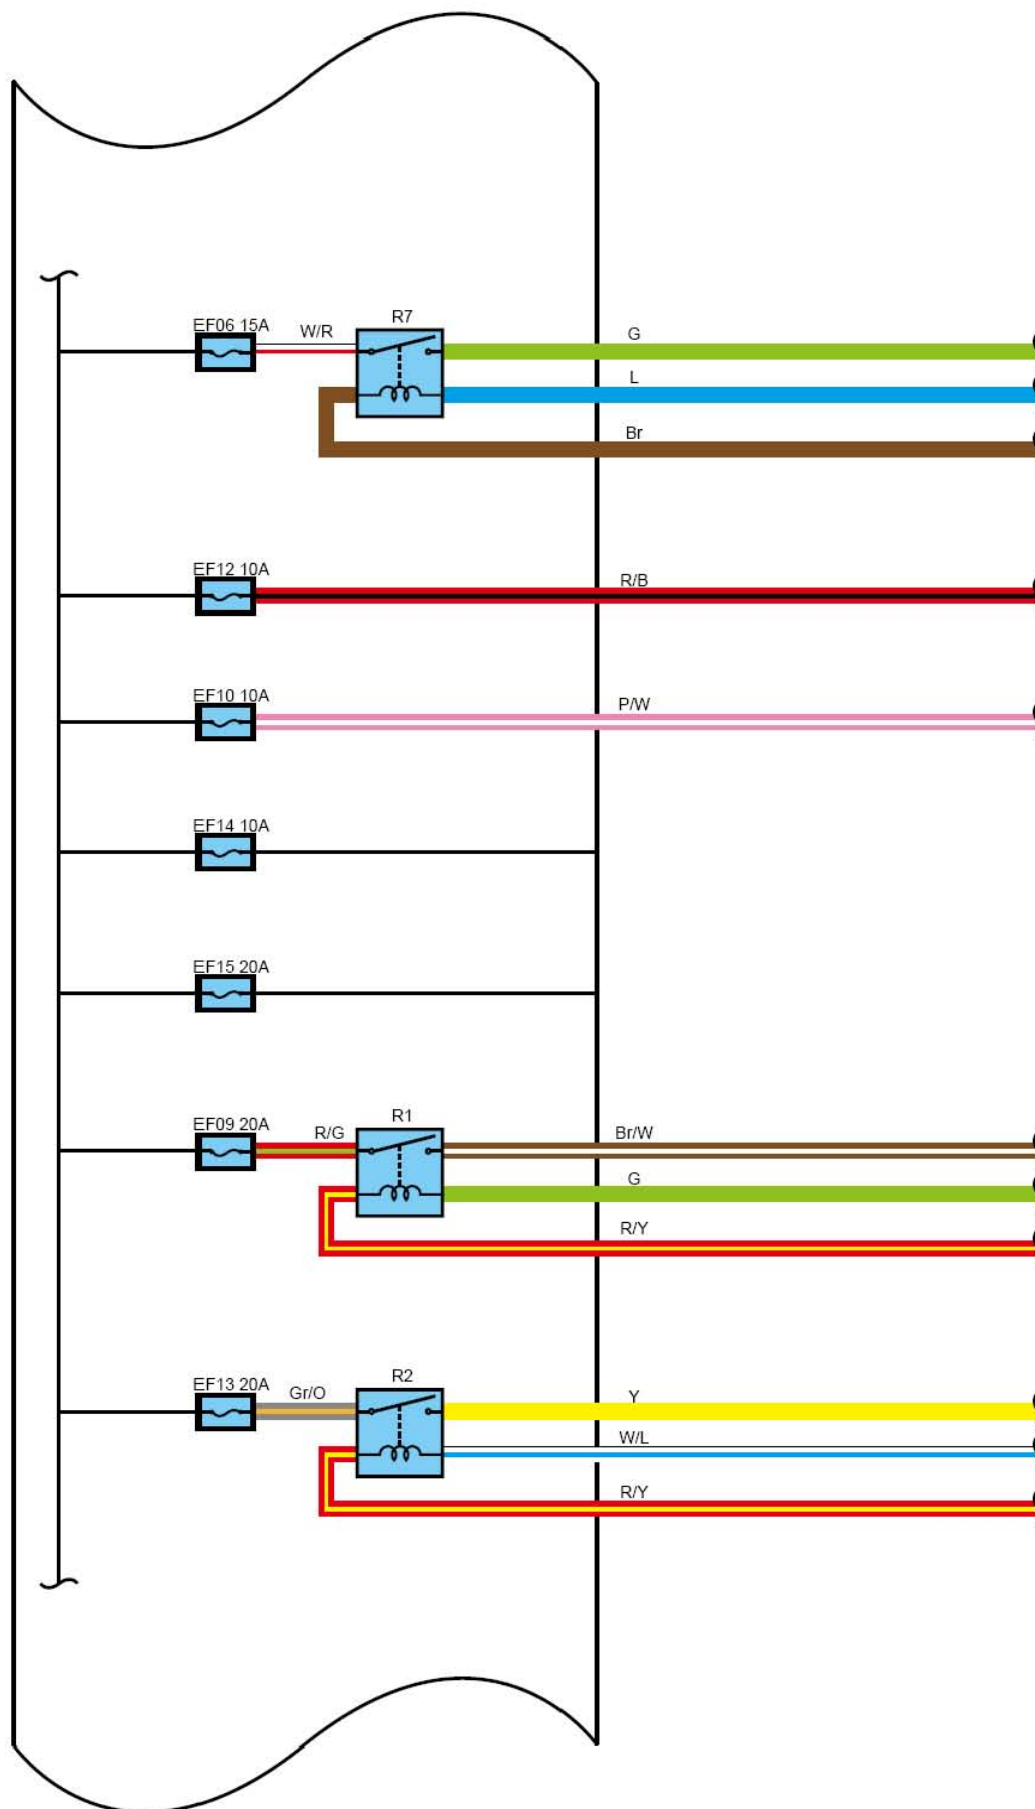 EF06 15A
W/R
R7
G
L
Br
EF12 10A
R/B
EF10 10A
P/W
EF14 10A
EF15 20A
EF09 20A
R/G
R1
Br/W
G
R/Y
EF13 20A
Gr/O
R2
Y
W/L
R/Y